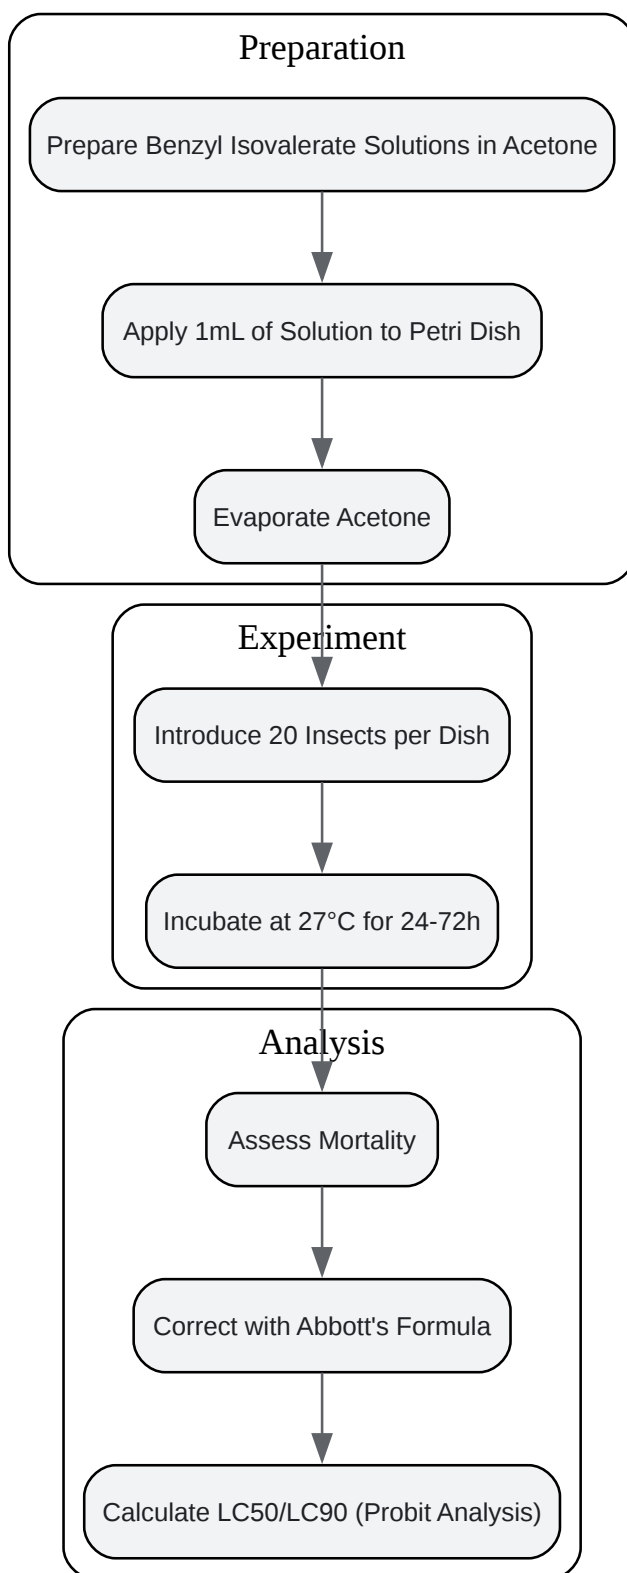 Preparation
Prepare Benzyl Isovalerate Solutions in Acetone
Apply 1mL of Solution to Petri Dish
Evaporate Acetone
Experiment
Introduce 20 Insects per Dish
Incubate at 27°C for 24-72h
Analysis
Assess Mortality
Correct with Abbott's Formula
Calculate LC50/LC90 (Probit Analysis)